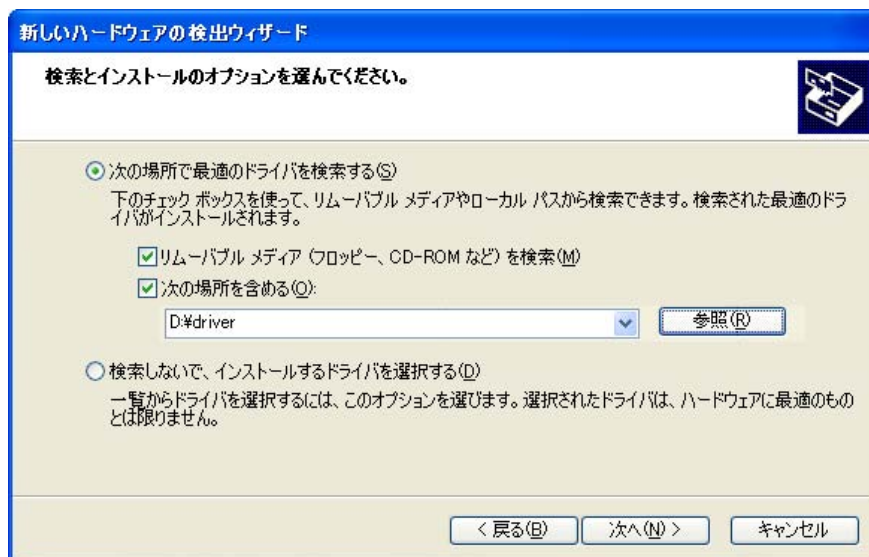 新しいハードウェアの検出ウィザード
検索とインストールのオプションを選んでください。
次の場所で最適のドライバを検索する(S)
下のチェック ボックスを使って、リムーバブル メディアやローカル パスから検索できます。検索された最適のドラ
イバがインストールされます。
リムーバブル メディア (フロッピー、CD-ROM など) を検索(M)
次の場所を含める(O):
D:¥driver
参照(R)
検索しないで、インストールするドライバを選択する(D)
一覧からドライバを選択するには、このオプションを選びます。選択されたドライバは、ハードウェアに最適のもの
とは限りません。
< 戻る(B)
次へ(N) >
キャンセル